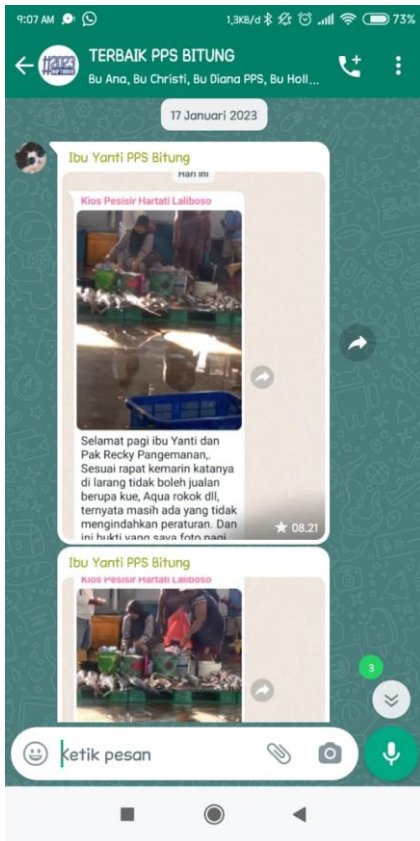 9:07 AM
1,3KB/d
73%
TERBAIK PPS BITUNG
Bu Ana, Bu Christi, Bu Diana PPS, Bu Holl...
17 Januari 2023
Ibu Yanti PPS Bitung
Hari ini
Kios Pesisir Hartati Laliboso
Selamat pagi ibu Yanti dan
Pak Recky Pangemanan,.
Sesuai rapat kemarin katanya
di larang tidak boleh jualan
berupa kue, Aqua rokok dll,
ternyata masih ada yang tidak
mengindahkan peraturan. Dan
ini bukti yang saya foto pagi
08.21
Ibu Yanti PPS Bitung
Kios Pesisir Hartati Laliboso
3
Ketik pesan